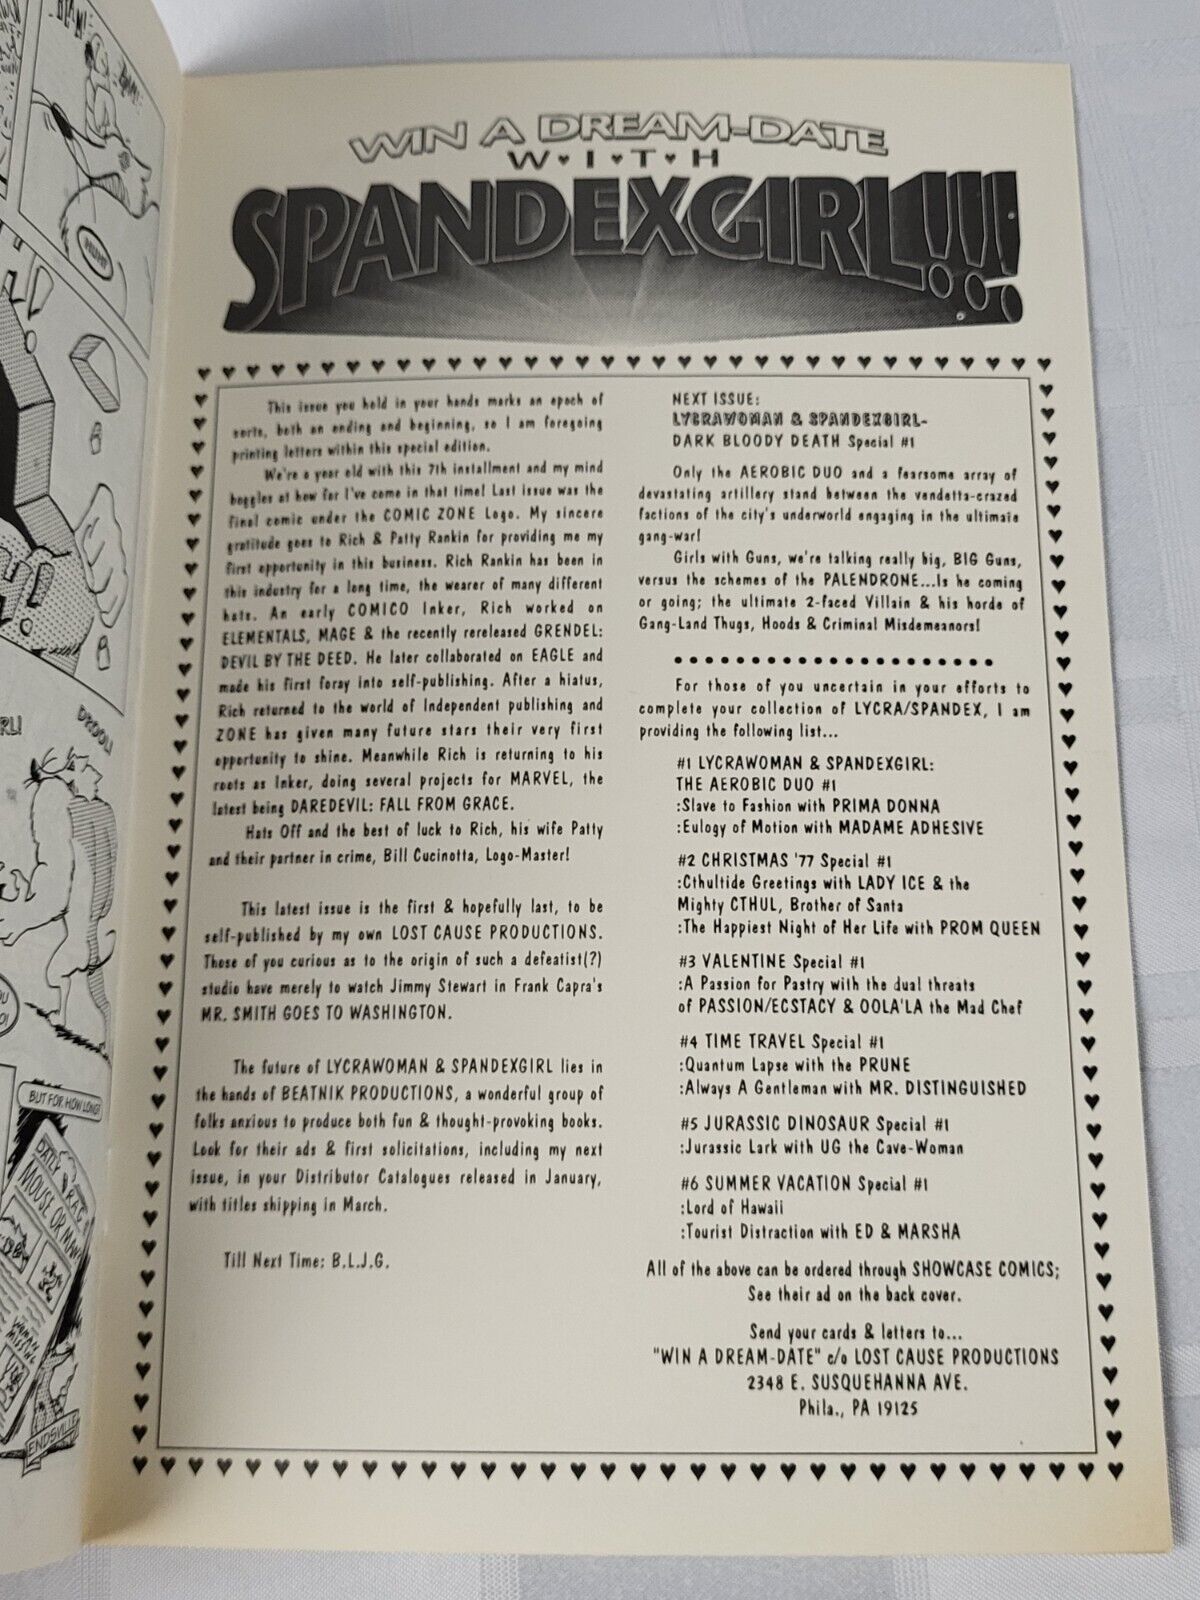 BEAM!
BAM!
RL!
DROOL!
BUT FOR HOW LONG?
DAILY RAG
MOUSE OR MAN?
WOMAN
MISSING
ENDSVILLE
WIN A DREAM-DATE
W♥I♥T♥H
SPANDEXGIRL!!!
This issue you hold in your hands marks an epoch of
sorts, both an ending and beginning, so I am foregoing
printing letters within this special edition.
We're a year old with this 7th installment and my mind
boggles at how far I've come in that time! Last issue was the
final comic under the COMIC ZONE Logo. My sincere
gratitude goes to Rich & Patty Rankin for providing me my
first opportunity in this business. Rich Rankin has been in
this industry for a long time, the wearer of many different
hats. An early COMICO Inker, Rich worked on
ELEMENTALS, MAGE & the recently rereleased GRENDEL:
DEVIL BY THE DEED. He later collaborated on EAGLE and
made his first foray into self-publishing. After a hiatus,
Rich returned to the world of Independent publishing and
ZONE has given many future stars their very first
opportunity to shine. Meanwhile Rich is returning to his
roots as Inker, doing several projects for MARVEL, the
latest being DAREDEVIL: FALL FROM GRACE.
Hats Off and the best of luck to Rich, his wife Patty
and their partner in crime, Bill Cucinotta, Logo-Master!
This latest issue is the first & hopefully last, to be
self-published by my own LOST CAUSE PRODUCTIONS.
Those of you curious as to the origin of such a defeatist(?)
studio have merely to watch Jimmy Stewart in Frank Capra's
MR. SMITH GOES TO WASHINGTON.
The future of LYCRAWOMAN & SPANDEXGIRL lies in
the hands of BEATNIK PRODUCTIONS, a wonderful group of
folks anxious to produce both fun & thought-provoking books.
Look for their ads & first solicitations, including my next
issue, in your Distributor Catalogues released in January,
with titles shipping in March.
Till Next Time; B.L.J.G.
NEXT ISSUE:
LYCRAWOMAN & SPANDEXGIRL-
DARK BLOODY DEATH Special #1
Only the AEROBIC DUO and a fearsome array of
devastating artillery stand between the vendetta-crazed
factions of the city's underworld engaging in the ultimate
gang-war!
Girls with Guns, we're talking really big, BIG Guns,
versus the schemes of the PALENDRONE...Is he coming
or going; the ultimate 2-faced Villain & his horde of
Gang-Land Thugs, Hoods & Criminal Misdemeanors!
For those of you uncertain in your efforts to
complete your collection of LYCRA/SPANDEX, I am
providing the following list...
#1 LYCRAWOMAN & SPANDEXGIRL:
THE AEROBIC DUO #1
:Slave to Fashion with PRIMA DONNA
:Eulogy of Motion with MADAME ADHESIVE
#2 CHRISTMAS '77 Special #1
:Cthultide Greetings with LADY ICE & the
Mighty CTHUL, Brother of Santa
:The Happiest Night of Her Life with PROM QUEEN
#3 VALENTINE Special #1
:A Passion for Pastry with the dual threats
of PASSION/ECSTACY & OOLA'LA the Mad Chef
#4 TIME TRAVEL Special #1
:Quantum Lapse with the PRUNE
:Always A Gentleman with MR. DISTINGUISHED
#5 JURASSIC DINOSAUR Special #1
:Jurassic Lark with UG the Cave-Woman
#6 SUMMER VACATION Special #1
:Lord of Hawaii
:Tourist Distraction with ED & MARSHA
All of the above can be ordered through SHOWCASE COMICS;
See their ad on the back cover.
Send your cards & letters to...
"WIN A DREAM-DATE" c/o LOST CAUSE PRODUCTIONS
2348 E. SUSQUEHANNA AVE.
Phila., PA 19125